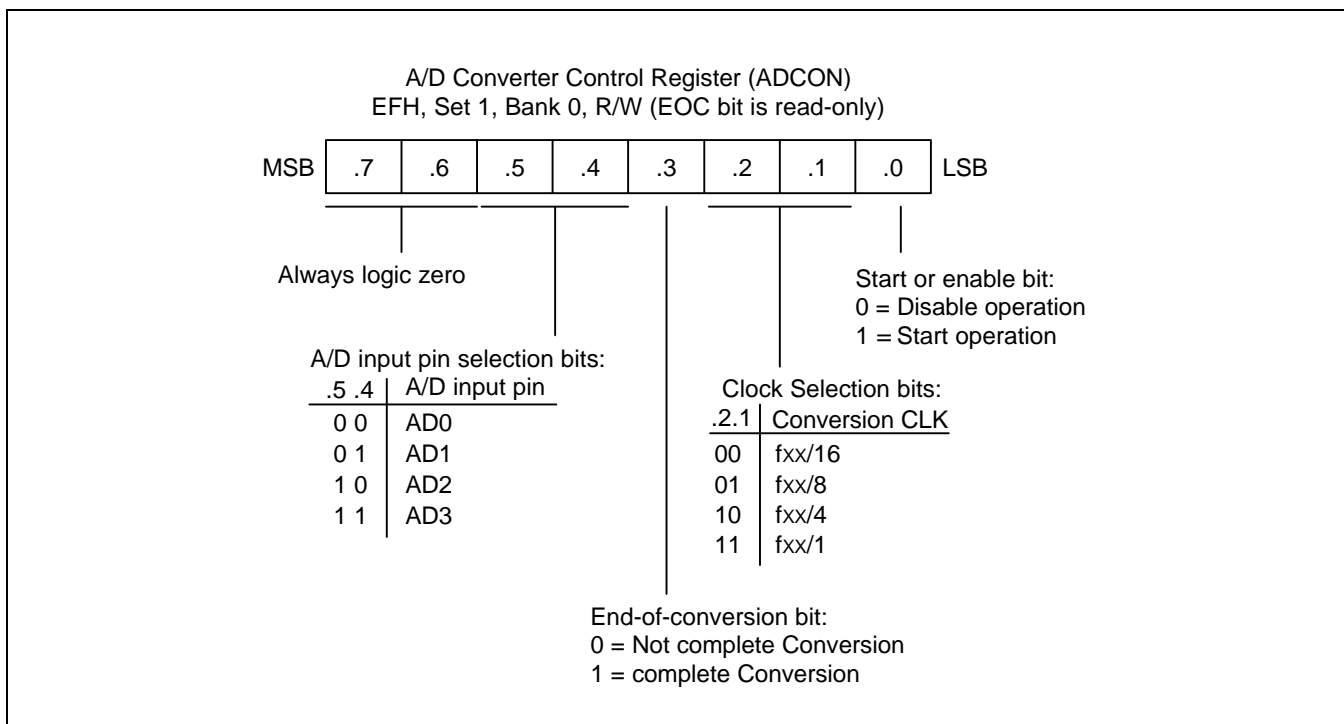 A/D Converter Control Register (ADCON)
EFH, Set 1, Bank 0, R/W (EOC bit is read-only)
MSB .7 .6 .5 .4 .3 .2 .1 .0 LSB
Always logic zero
Start or enable bit:
0 = Disable operation
1 = Start operation
A/D input pin selection bits:
.5 .4 A/D input pin
0 0 AD0
0 1 AD1
1 0 AD2
1 1 AD3
Clock Selection bits:
.2.1 Conversion CLK
00 fxx/16
01 fxx/8
10 fxx/4
11 fxx/1
End-of-conversion bit:
0 = Not complete Conversion
1 = complete Conversion